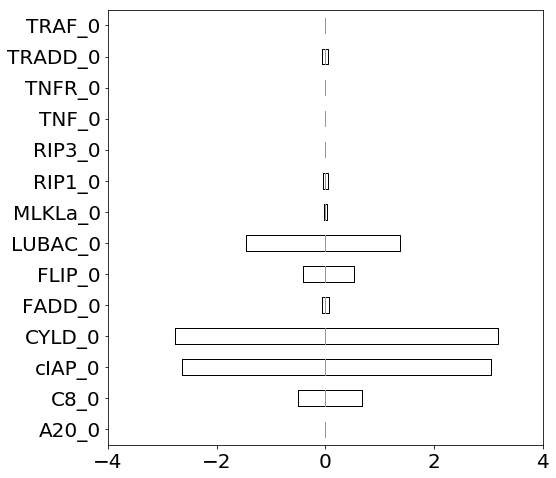 TRAF_0
TRADD_0
TNFR_0
TNF_0
RIP3_0
RIP1_0
MLKLa_0
LUBAC_0
FLIP_0
FADD_0
CYLD_0
cIAP_0
C8_0
A20_0
−4 −2 0 2 4